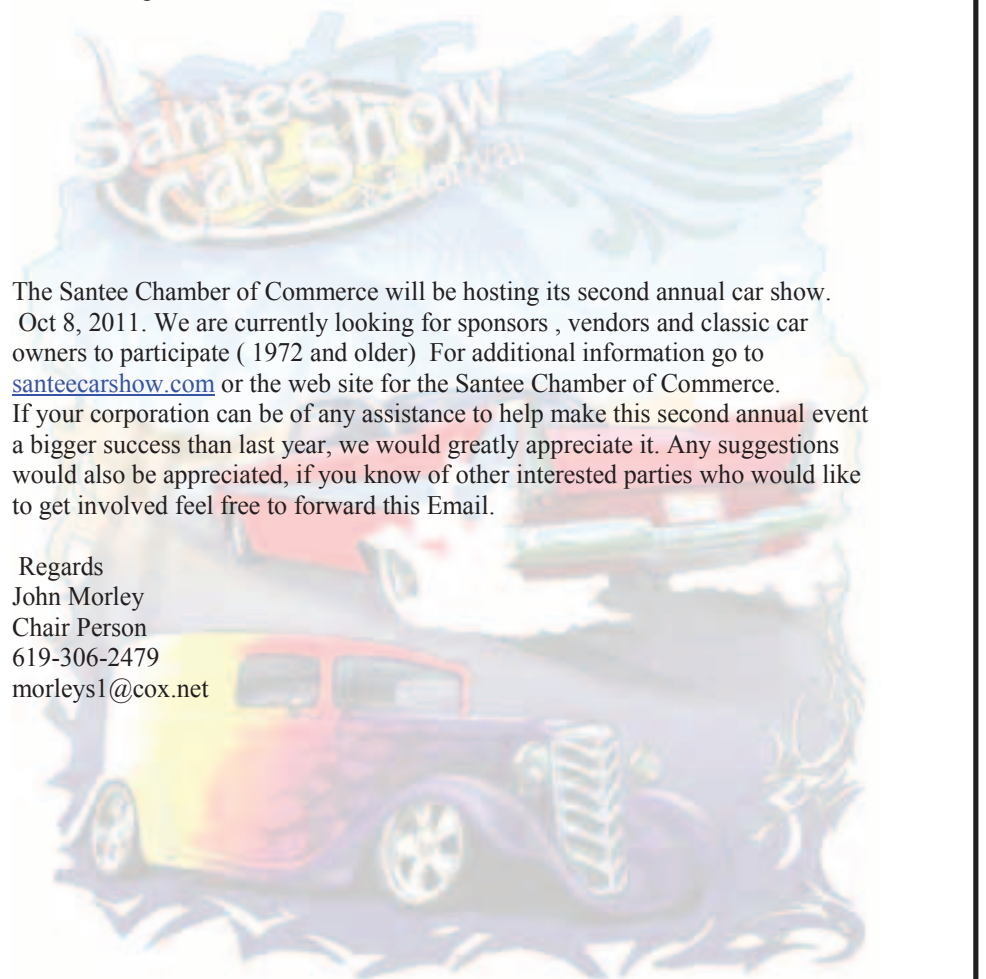 Santee
Car Show
The Santee Chamber of Commerce will be hosting its second annual car show.
Oct 8, 2011. We are currently looking for sponsors , vendors and classic car
owners to participate ( 1972 and older)  For additional information go to
santeecarshow.com or the web site for the Santee Chamber of Commerce.
If your corporation can be of any assistance to help make this second annual event
a bigger success than last year, we would greatly appreciate it. Any suggestions
would also be appreciated, if you know of other interested parties who would like
to get involved feel free to forward this Email.
Regards
John Morley
Chair Person
619-306-2479
morleys1@cox.net